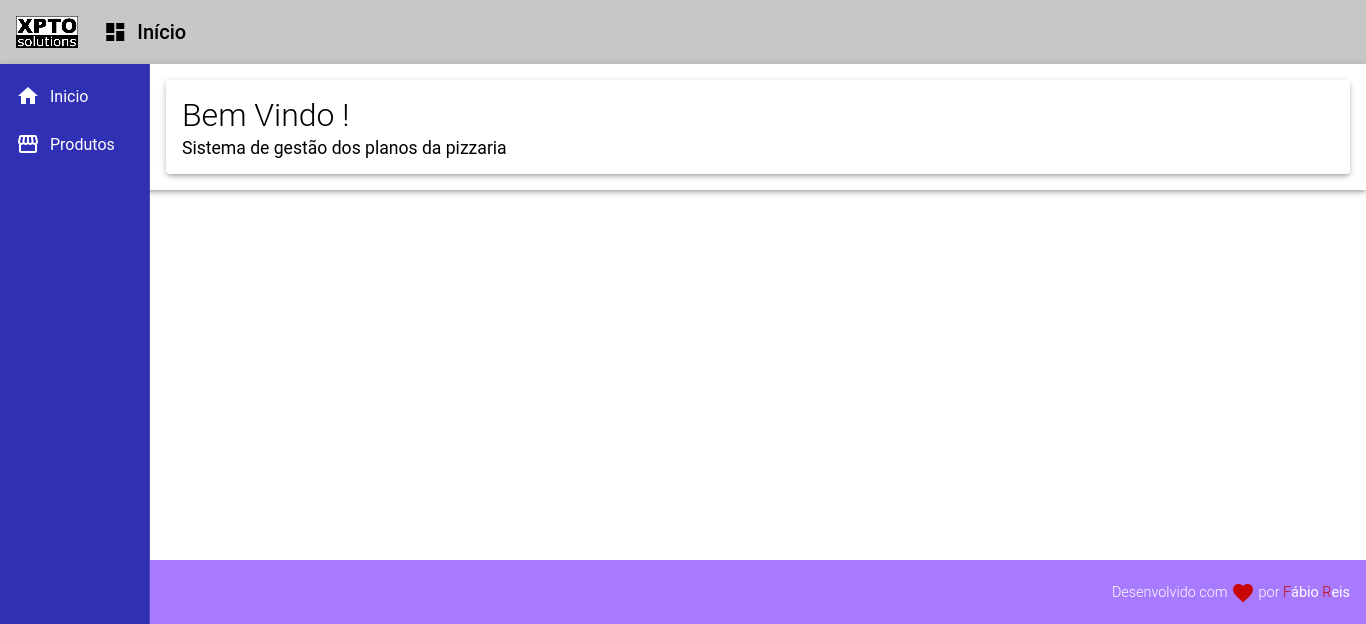 XPTO
solutions
Início
Inicio
Produtos
Bem Vindo !
Sistema de gestão dos planos da pizzaria
Desenvolvido com por Fábio Reis